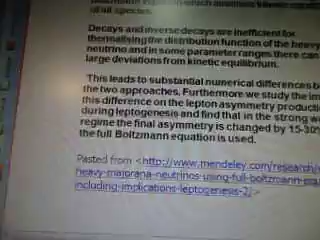 of all species.
Decays and inverse decays are inefficient for
thermalising the distribution function of the heavy
neutrino and in some parameter ranges there can
large deviations from kinetic equilibrium.
This leads to substantial numerical differences b
the two approaches. Furthermore we study the im
this difference on the lepton asymmetry producti
during leptogenesis and find that in the strong w
regime the final asymmetry is changed by 15-30%
the full Boltzmann equation is used.
Pasted from <http://www.mendeley.com/research/
heavy-majorana-neutrinos-using-full-boltzmann-equ
including-implications-leptogenesis-2/>